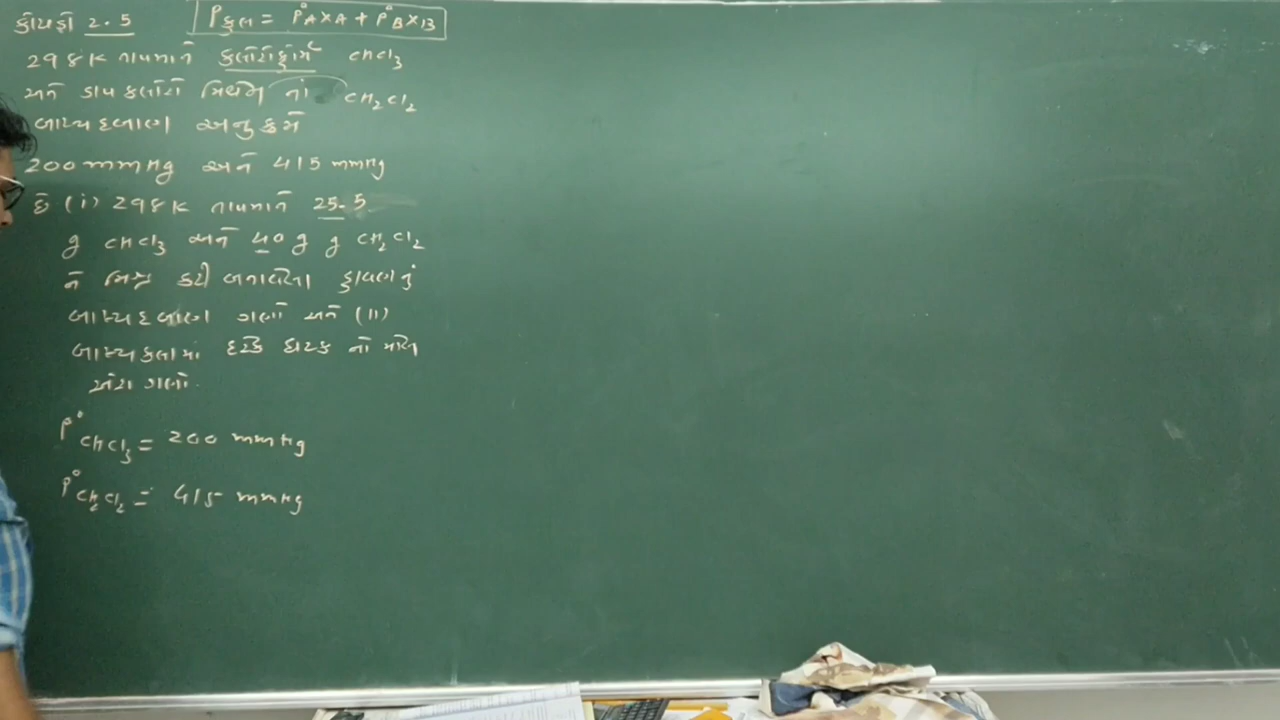 કોયડો 2.5
Pકુલ = P°A XA + P°B XB
298K તાપમાને ક્લોરોફોર્મ CHCl3
અને ડાયક્લોરો મિથેન નાં CH2Cl2
બાષ્પદબાણ અનુક્રમે
200 mmHg અને 415 mmHg
છે (i) 298K તાપમાને 25.5
g CHCl3 અને 40 g g CH2Cl2
ને મિશ્ર કરી બનાવેલા દ્રાવણનું
બાષ્પદબાણ ગણો અને (II)
બાષ્પકલામાં દરેક ઘટક નો મોલ
અંશ ગણો.
P°CHCl3 = 200 mmHg
P°CH2Cl2 = 415 mmHg